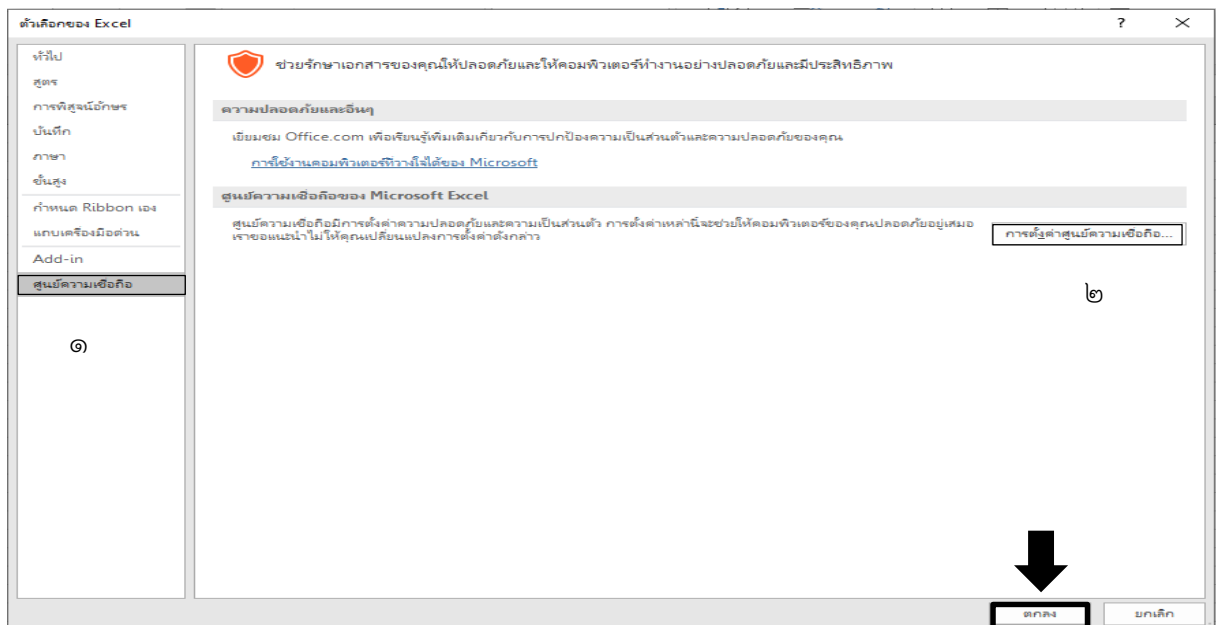 ตัวเลือกของ Excel
?
ทั่วไป
สูตร
การพิสูจน์อักษร
บันทึก
ภาษา
ขั้นสูง
กำหนด Ribbon เอง
แถบเครื่องมือด่วน
Add-in
ศูนย์ความเชื่อถือ
๑
ช่วยรักษาเอกสารของคุณให้ปลอดภัยและให้คอมพิวเตอร์ทำงานอย่างปลอดภัยและมีประสิทธิภาพ
ความปลอดภัยและอื่นๆ
เยี่ยมชม Office.com เพื่อเรียนรู้เพิ่มเติมเกี่ยวกับการปกป้องความเป็นส่วนตัวและความปลอดภัยของคุณ
การใช้งานคอมพิวเตอร์ที่วางใจได้ของ Microsoft
ศูนย์ความเชื่อถือของ Microsoft Excel
ศูนย์ความเชื่อถือมีการตั้งค่าความปลอดภัยและความเป็นส่วนตัว การตั้งค่าเหล่านี้จะช่วยให้คอมพิวเตอร์ของคุณปลอดภัยอยู่เสมอ
เราขอแนะนำไม่ให้คุณเปลี่ยนแปลงการตั้งค่าดังกล่าว
การตั้งค่าศูนย์ความเชื่อถือ...
๒
ตกลง
ยกเลิก